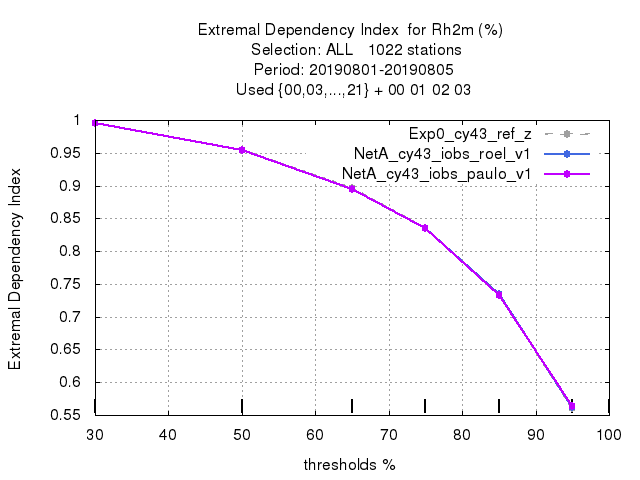 Extremal Dependency Index  for Rh2m (%)
Selection: ALL   1022 stations
Period: 20190801-20190805
Used {00,03,...,21} + 00 01 02 03
Exp0_cy43_ref_z
NetA_cy43_iobs_roel_v1
NetA_cy43_iobs_paulo_v1
Extremal Dependency Index
1
0.95
0.9
0.85
0.8
0.75
0.7
0.65
0.6
0.55
30 40 50 60 70 80 90 100
thresholds %